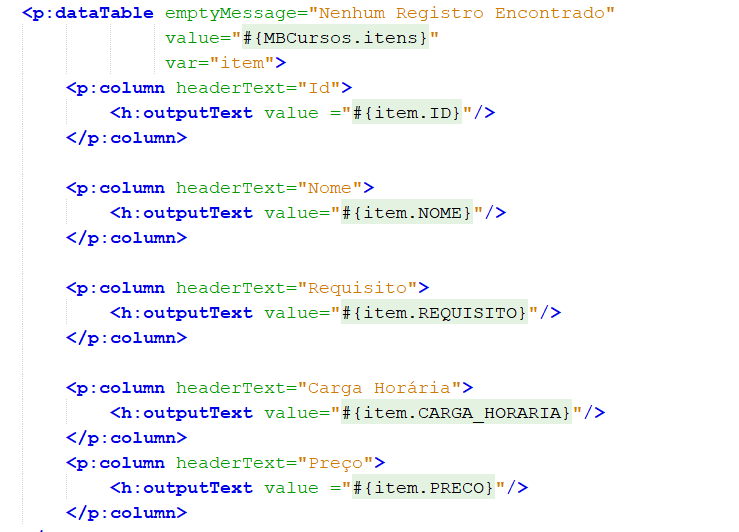 <p:dataTable emptyMessage="Nenhum Registro Encontrado"
value="#{MBCursos.itens}"
var="item">
<p:column headerText="Id">
<h:outputText value ="#{item.ID}"/>
</p:column>
<p:column headerText="Nome">
<h:outputText value="#{item.NOME}"/>
</p:column>
<p:column headerText="Requisito">
<h:outputText value="#{item.REQUISITO}"/>
</p:column>
<p:column headerText="Carga Horária">
<h:outputText value="#{item.CARGA_HORARIA}"/>
</p:column>
<p:column headerText="Preço">
<h:outputText value ="#{item.PRECO}"/>
</p:column>